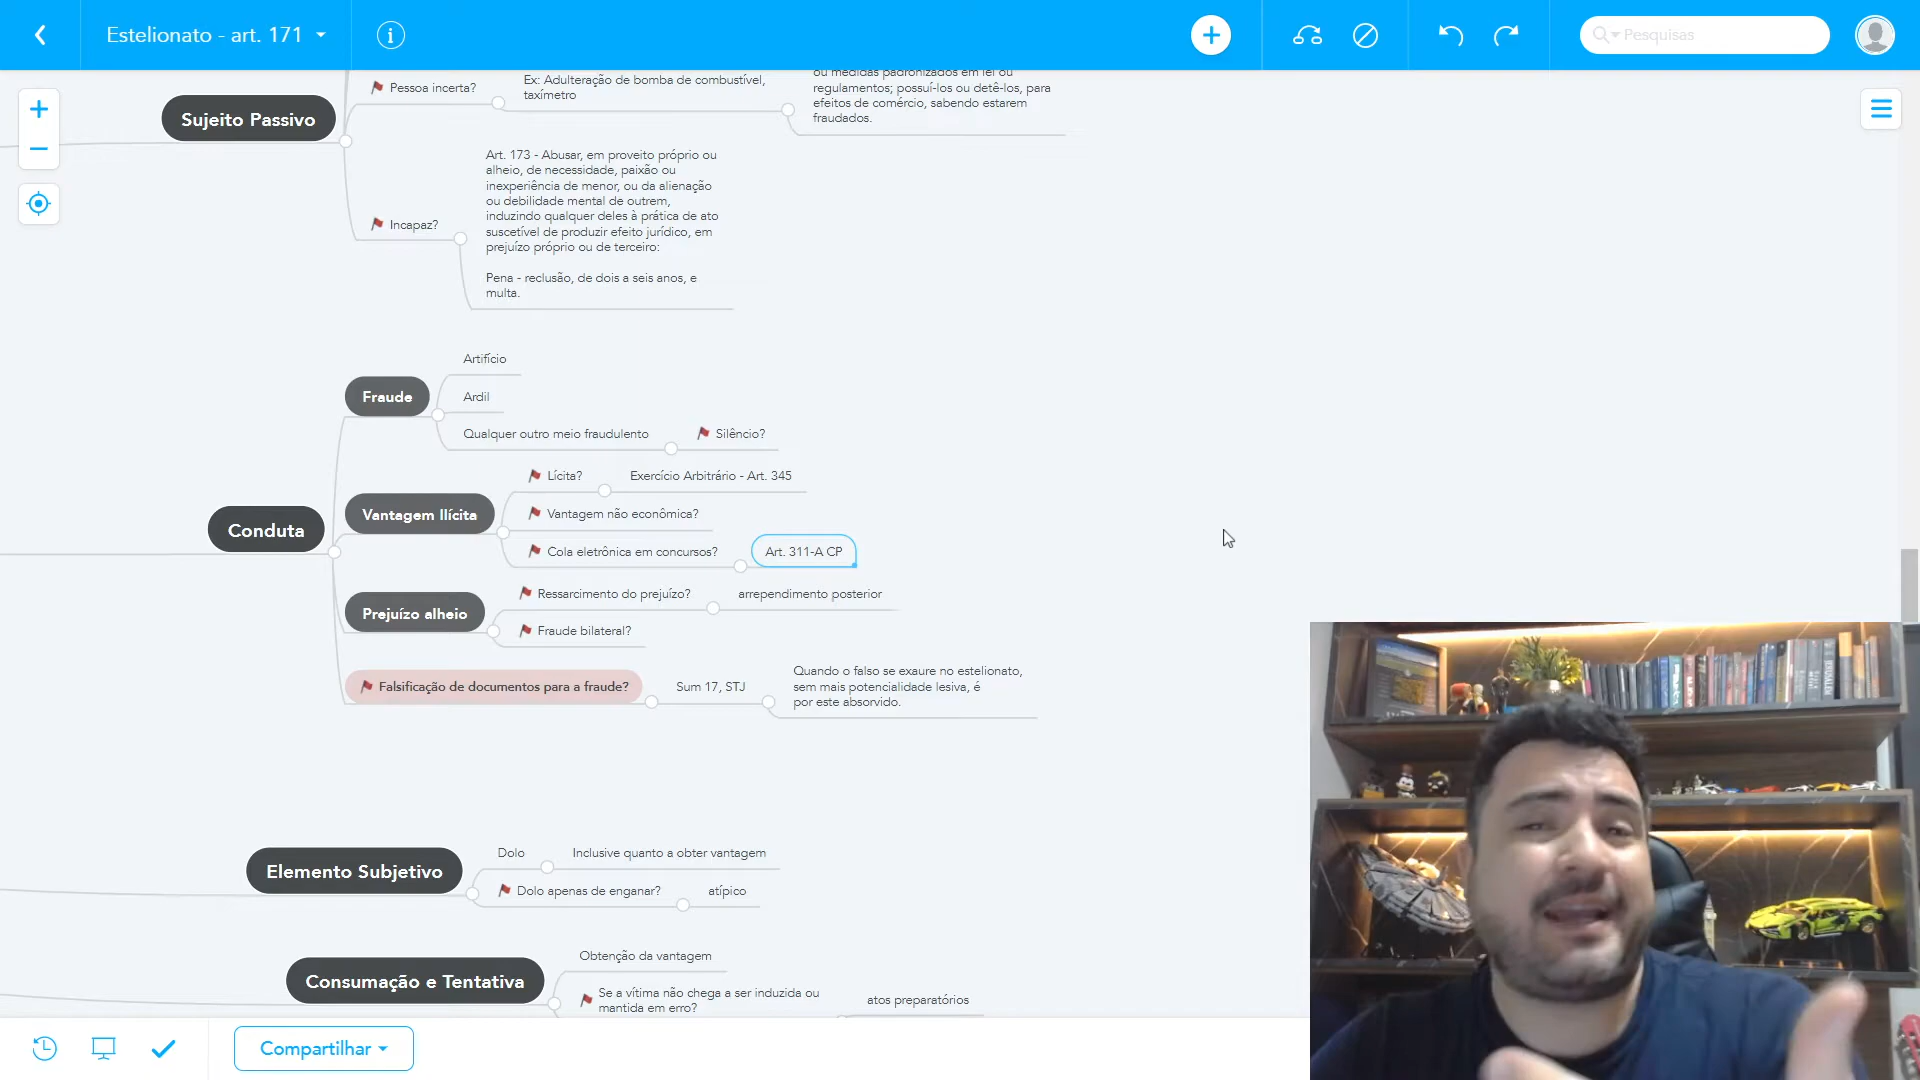 Estelionato - art. 171
Pesquisas
Sujeito Passivo
Pessoa incerta?
Ex: Adulteração de bomba de combustível,
taxímetro
ou medidas padronizados em lei ou
regulamentos; possuí-los ou detê-los, para
efeitos de comércio, sabendo estarem
fraudados.
Incapaz?
Art. 173 - Abusar, em proveito próprio ou
alheio, de necessidade, paixão ou
inexperiência de menor, ou da alienação
ou debilidade mental de outrem,
induzindo qualquer deles à prática de ato
suscetível de produzir efeito jurídico, em
prejuízo próprio ou de terceiro:
Pena - reclusão, de dois a seis anos, e
multa.
Conduta
Fraude
Artifício
Ardil
Qualquer outro meio fraudulento
Silêncio?
Vantagem Ilícita
Lícita?
Exercício Arbitrário - Art. 345
Vantagem não econômica?
Cola eletrônica em concursos?
Art. 311-A CP
Prejuízo alheio
Ressarcimento do prejuízo?
arrependimento posterior
Fraude bilateral?
Falsificação de documentos para a fraude?
Sum 17, STJ
Quando o falso se exaure no estelionato,
sem mais potencialidade lesiva, é
por este absorvido.
Elemento Subjetivo
Dolo
Inclusive quanto a obter vantagem
Dolo apenas de enganar?
atípico
Consumação e Tentativa
Obtenção da vantagem
Se a vítima não chega a ser induzida ou
mantida em erro?
atos preparatórios
Compartilhar